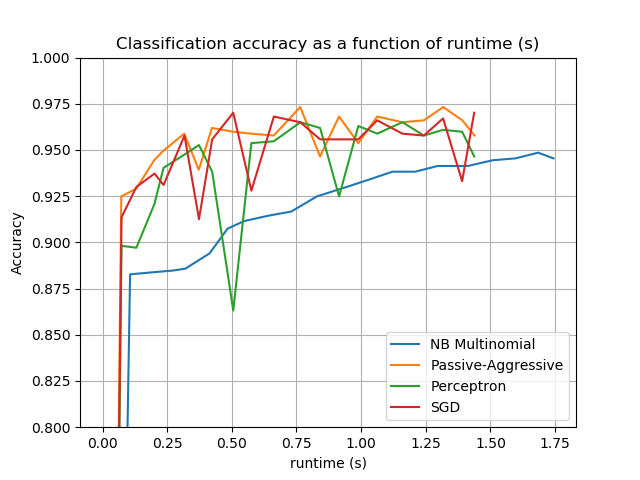 Classification accuracy as a function of runtime (s)
1.000
0.975
0.950
0.925
0.900
0.875
0.850
0.825
0.800
Accuracy
NB Multinomial
Passive-Aggressive
Perceptron
SGD
0.00 0.25 0.50 0.75 1.00 1.25 1.50 1.75
runtime (s)